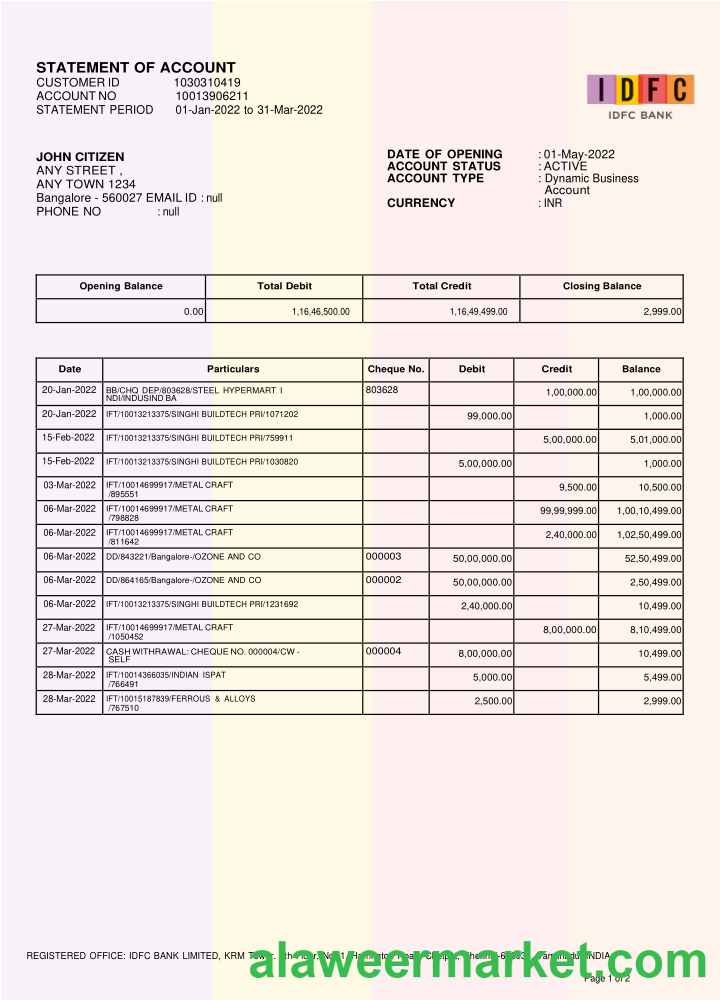 STATEMENT OF ACCOUNT
CUSTOMER ID 1030310419
ACCOUNT NO 10013906211
STATEMENT PERIOD 01-Jan-2022 to 31-Mar-2022
IDFC
IDFC BANK
JOHN CITIZEN
ANY STREET ,
ANY TOWN 1234
Bangalore - 560027 EMAIL ID : null
PHONE NO : null
DATE OF OPENING : 01-May-2022
ACCOUNT STATUS : ACTIVE
ACCOUNT TYPE : Dynamic Business
Account
CURRENCY : INR
Opening Balance Total Debit Total Credit Closing Balance
0.00 1,16,46,500.00 1,16,49,499.00 2,999.00
Date Particulars Cheque No. Debit Credit Balance
20-Jan-2022 BB/CHQ DEP/803628/STEEL HYPERMART I 803628 1,00,000.00 1,00,000.00
NDI/INDUSIND BA
20-Jan-2022 IFT/10013213375/SINGHI BUILDTECH PRI/1071202 99,000.00 1,000.00
15-Feb-2022 IFT/10013213375/SINGHI BUILDTECH PRI/759911 5,00,000.00 5,01,000.00
15-Feb-2022 IFT/10013213375/SINGHI BUILDTECH PRI/1030820 5,00,000.00 1,000.00
03-Mar-2022 IFT/10014699917/METAL CRAFT 9,500.00 10,500.00
/895551
06-Mar-2022 IFT/10014699917/METAL CRAFT 99,99,999.00 1,00,10,499.00
/798828
06-Mar-2022 IFT/10014699917/METAL CRAFT 2,40,000.00 1,02,50,499.00
/811642
06-Mar-2022 DD/843221/Bangalore-/OZONE AND CO 000003 50,00,000.00 52,50,499.00
06-Mar-2022 DD/864165/Bangalore-/OZONE AND CO 000002 50,00,000.00 2,50,499.00
06-Mar-2022 IFT/10013213375/SINGHI BUILDTECH PRI/1231692 2,40,000.00 10,499.00
27-Mar-2022 IFT/10014699917/METAL CRAFT 8,00,000.00 8,10,499.00
/1050452
27-Mar-2022 CASH WITHRAWAL: CHEQUE NO. 000004/CW - 000004 8,00,000.00 10,499.00
SELF
28-Mar-2022 IFT/10014366035/INDIAN ISPAT 5,000.00 5,499.00
/766491
28-Mar-2022 IFT/10015187839/FERROUS & ALLOYS 2,500.00 2,999.00
/767510
REGISTERED OFFICE: IDFC BANK LIMITED, KRM INDIA
alaweermarket.com
Page 1 of 2